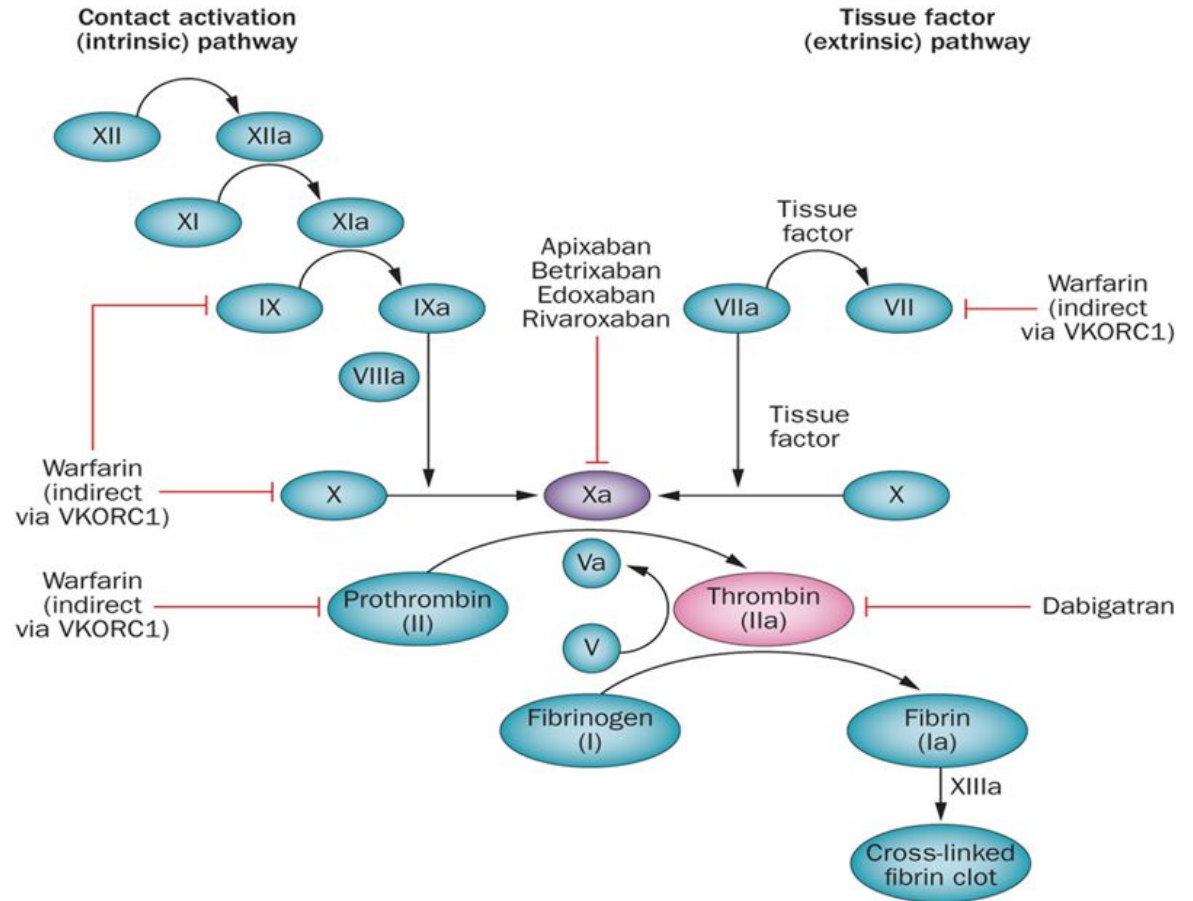 Contact activation
(intrinsic) pathway
Tissue factor
(extrinsic) pathway
XII
XIIa
XI
XIa
IX
IXa
VIIIa
Apixaban
Betrixaban
Edoxaban
Rivaroxaban
Tissue
factor
VIIa
VII
Warfarin
(indirect
via VKORC1)
Tissue
factor
Warfarin
(indirect
via VKORC1)
X
Xa
X
Warfarin
(indirect
via VKORC1)
Prothrombin
(II)
Va
V
Thrombin
(IIa)
Dabigatran
Fibrinogen
(I)
Fibrin
(Ia)
XIIIa
Cross-linked
fibrin clot